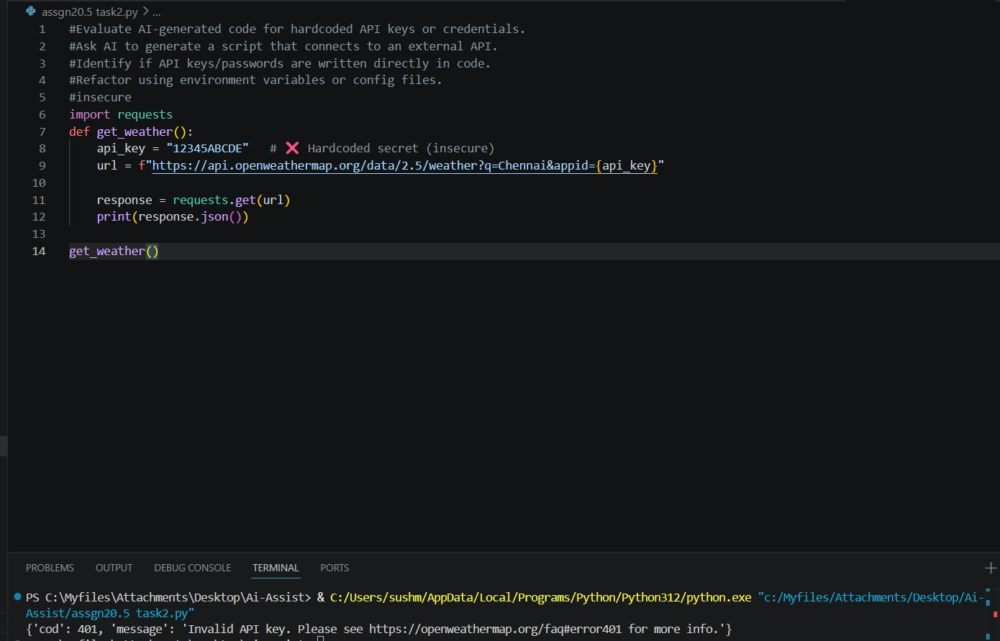 assgn20.5 task2.py > ...
1 #Evaluate AI-generated code for hardcoded API keys or credentials.
2 #Ask AI to generate a script that connects to an external API.
3 #Identify if API keys/passwords are written directly in code.
4 #Refactor using environment variables or config files.
5 #insecure
6 import requests
7 def get_weather():
8     api_key = "12345ABCDE"   # ❌ Hardcoded secret (insecure)
9     url = f"https://api.openweathermap.org/data/2.5/weather?q=Chennai&appid={api_key}"
10
11     response = requests.get(url)
12     print(response.json())
13
14 get_weather()
PROBLEMS OUTPUT DEBUG CONSOLE TERMINAL PORTS
PS C:\Myfiles\Attachments\Desktop\Ai-Assist> & C:/Users/sushm/AppData/Local/Programs/Python/Python312/python.exe "c:/Myfiles/Attachments/Desktop/Ai-
Assist/assgn20.5 task2.py"
{'cod': 401, 'message': 'Invalid API key. Please see https://openweathermap.org/faq#error401 for more info.'}